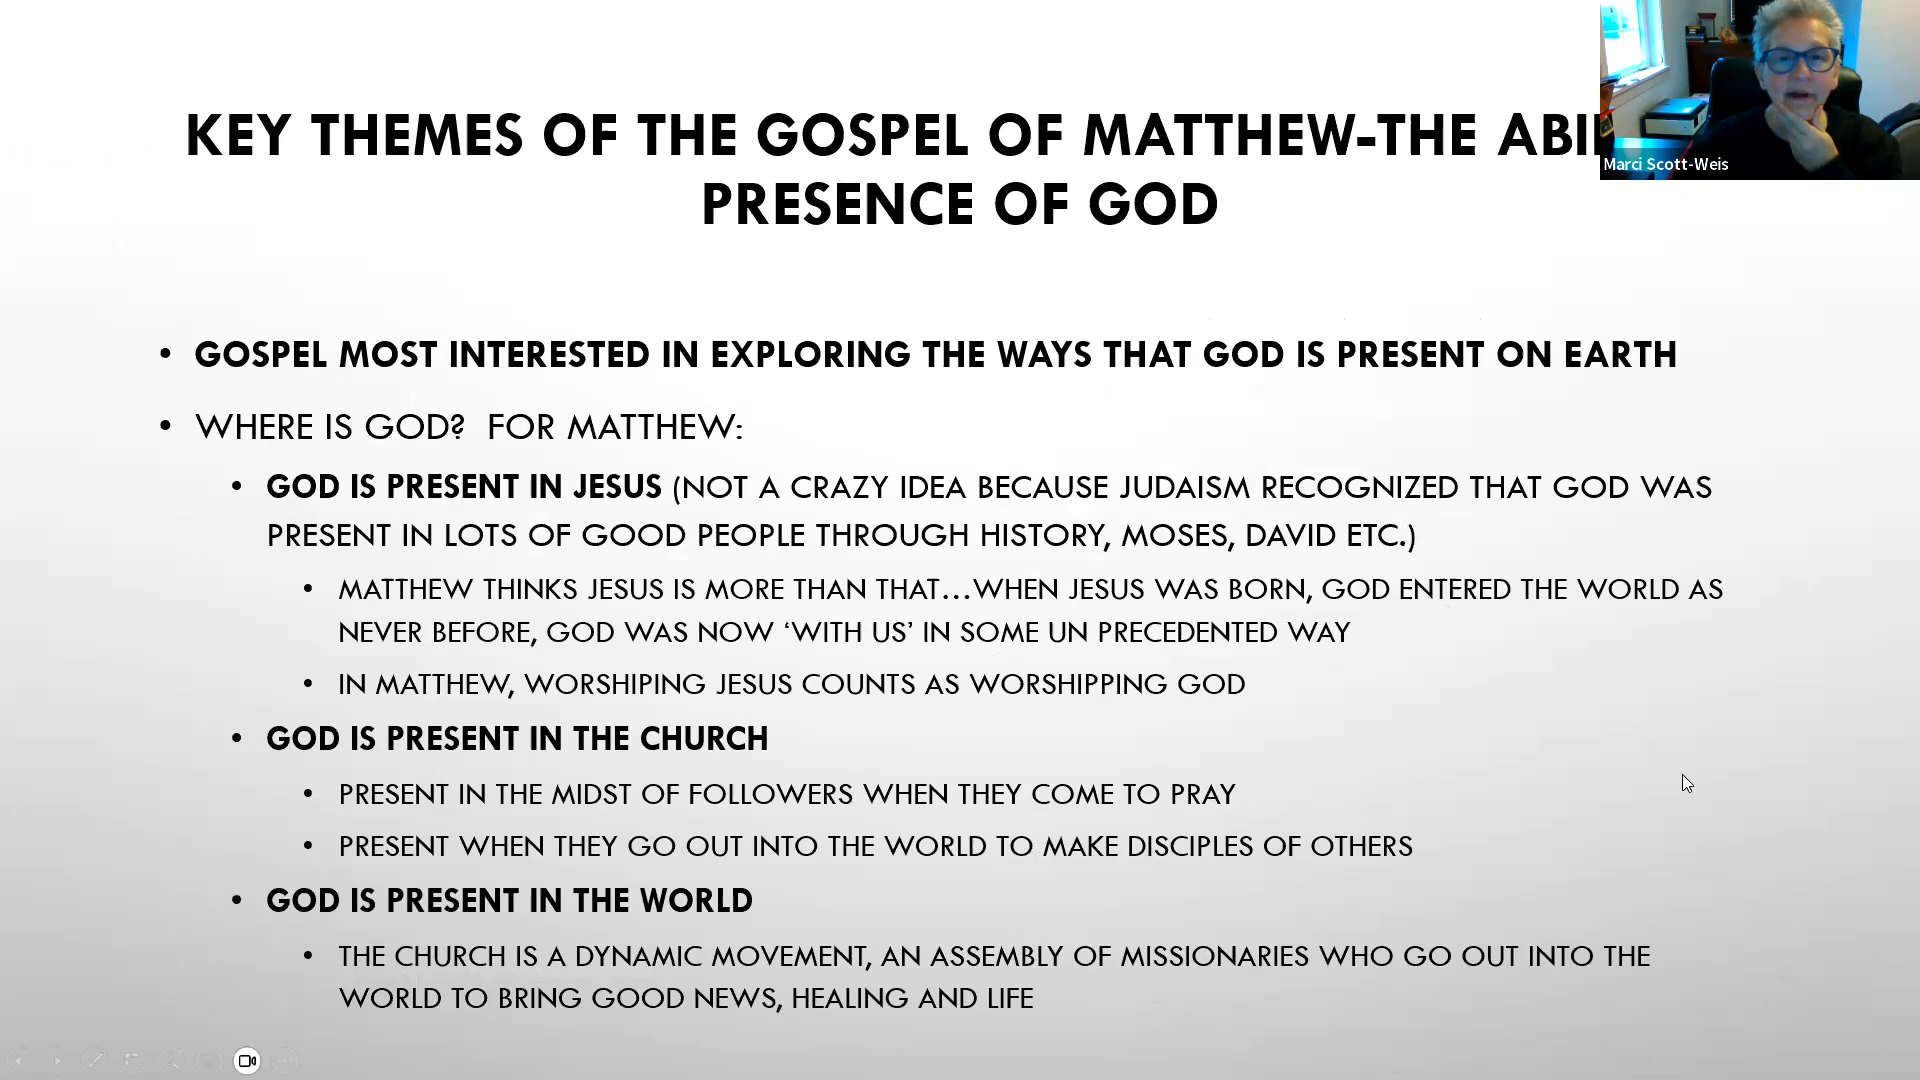 KEY THEMES OF THE GOSPEL OF MATTHEW-THE
PRESENCE OF GOD
Marci Scott-Weis
• GOSPEL MOST INTERESTED IN EXPLORING THE WAYS THAT GOD IS PRESENT ON EARTH
• WHERE IS GOD? FOR MATTHEW:
• GOD IS PRESENT IN JESUS (NOT A CRAZY IDEA BECAUSE JUDAISM RECOGNIZED THAT GOD WAS
PRESENT IN LOTS OF GOOD PEOPLE THROUGH HISTORY, MOSES, DAVID ETC.)
• MATTHEW THINKS JESUS IS MORE THAN THAT…WHEN JESUS WAS BORN, GOD ENTERED THE WORLD AS
NEVER BEFORE, GOD WAS NOW ‘WITH US’ IN SOME UN PRECEDENTED WAY
• IN MATTHEW, WORSHIPING JESUS COUNTS AS WORSHIPPING GOD
• GOD IS PRESENT IN THE CHURCH
• PRESENT IN THE MIDST OF FOLLOWERS WHEN THEY COME TO PRAY
• PRESENT WHEN THEY GO OUT INTO THE WORLD TO MAKE DISCIPLES OF OTHERS
• GOD IS PRESENT IN THE WORLD
• THE CHURCH IS A DYNAMIC MOVEMENT, AN ASSEMBLY OF MISSIONARIES WHO GO OUT INTO THE
WORLD TO BRING GOOD NEWS, HEALING AND LIFE